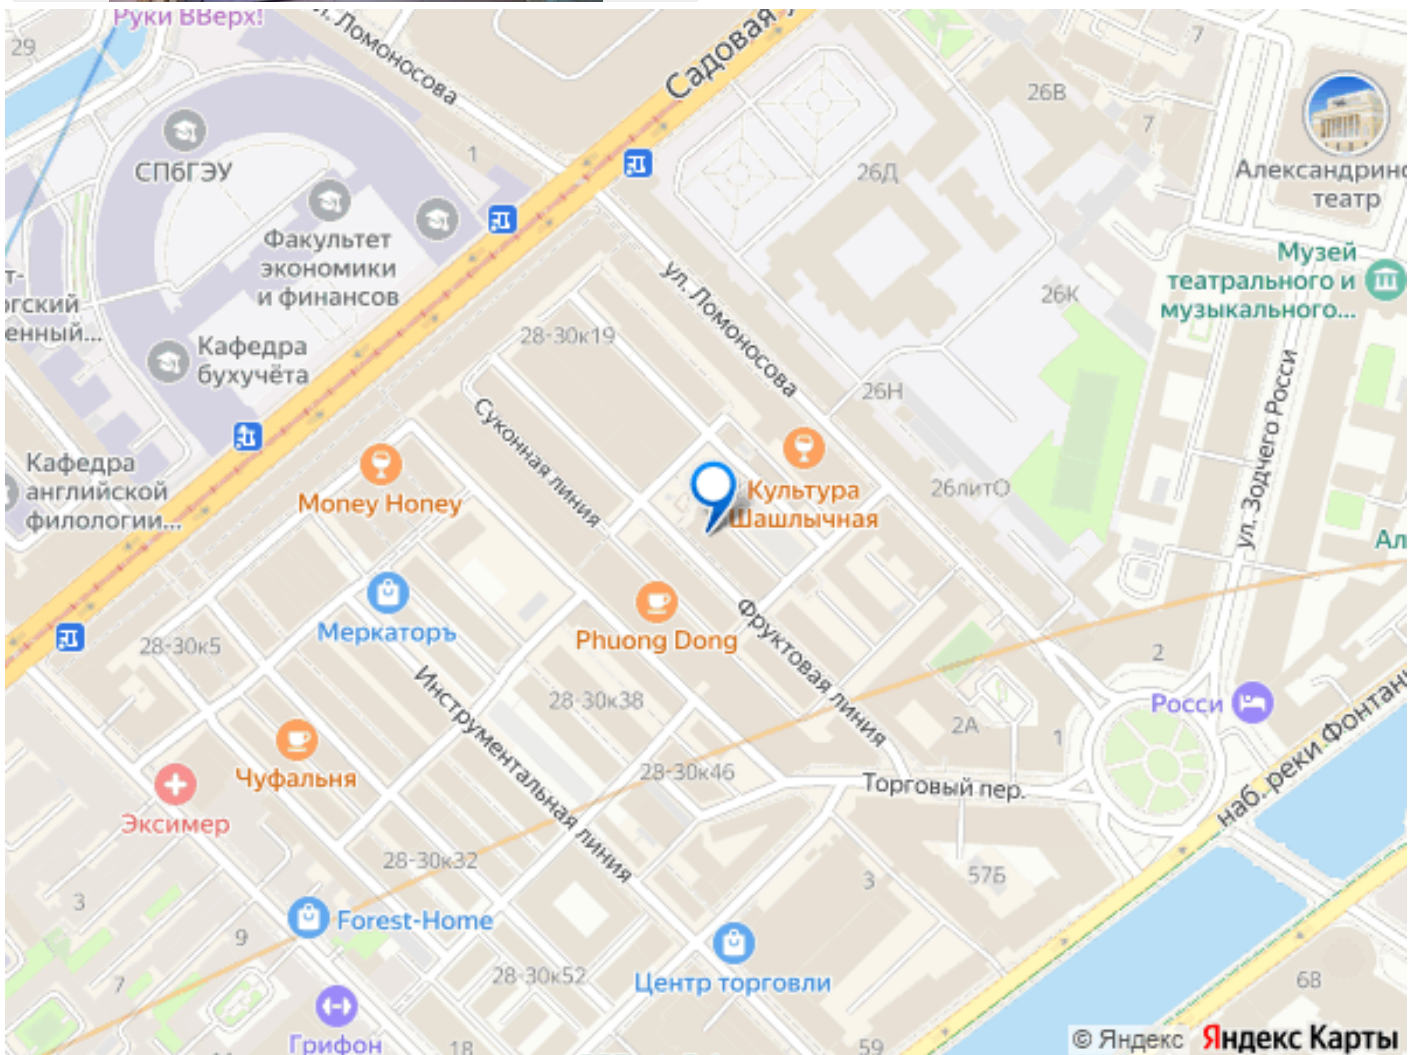 Руки ВВерх!
29
Ломоносова
Садовая
7
26В
7
1
СПбГЭУ
26Д
Александринс
театр
Факультет
экономики
и финансов
Музей
театрального и
музыкального...
ул. Ломоносова
26К
т-
огский
енный...
28-30к19
Кафедра
бухучёта
26Н
ул. Зодчего Росси
Суконная линия
Кафедра
английской
филологии...
Money Honey
Культура
Шашлычная
26литО
Ал
Меркаторъ
Phuong Dong
Фруктовая линия
28-30к5
2
Инструментальная линия
28-30к38
Росси
2А
1
наб. реки Фонтан
Чуфальня
28-30к46
Торговый пер.
Эксимер
28-30к32
3
57Б
3
Forest-Home
9
7
28-30к52
Центр торговли
68
Грифон
18
59
© Яндекс Яндекс Карты